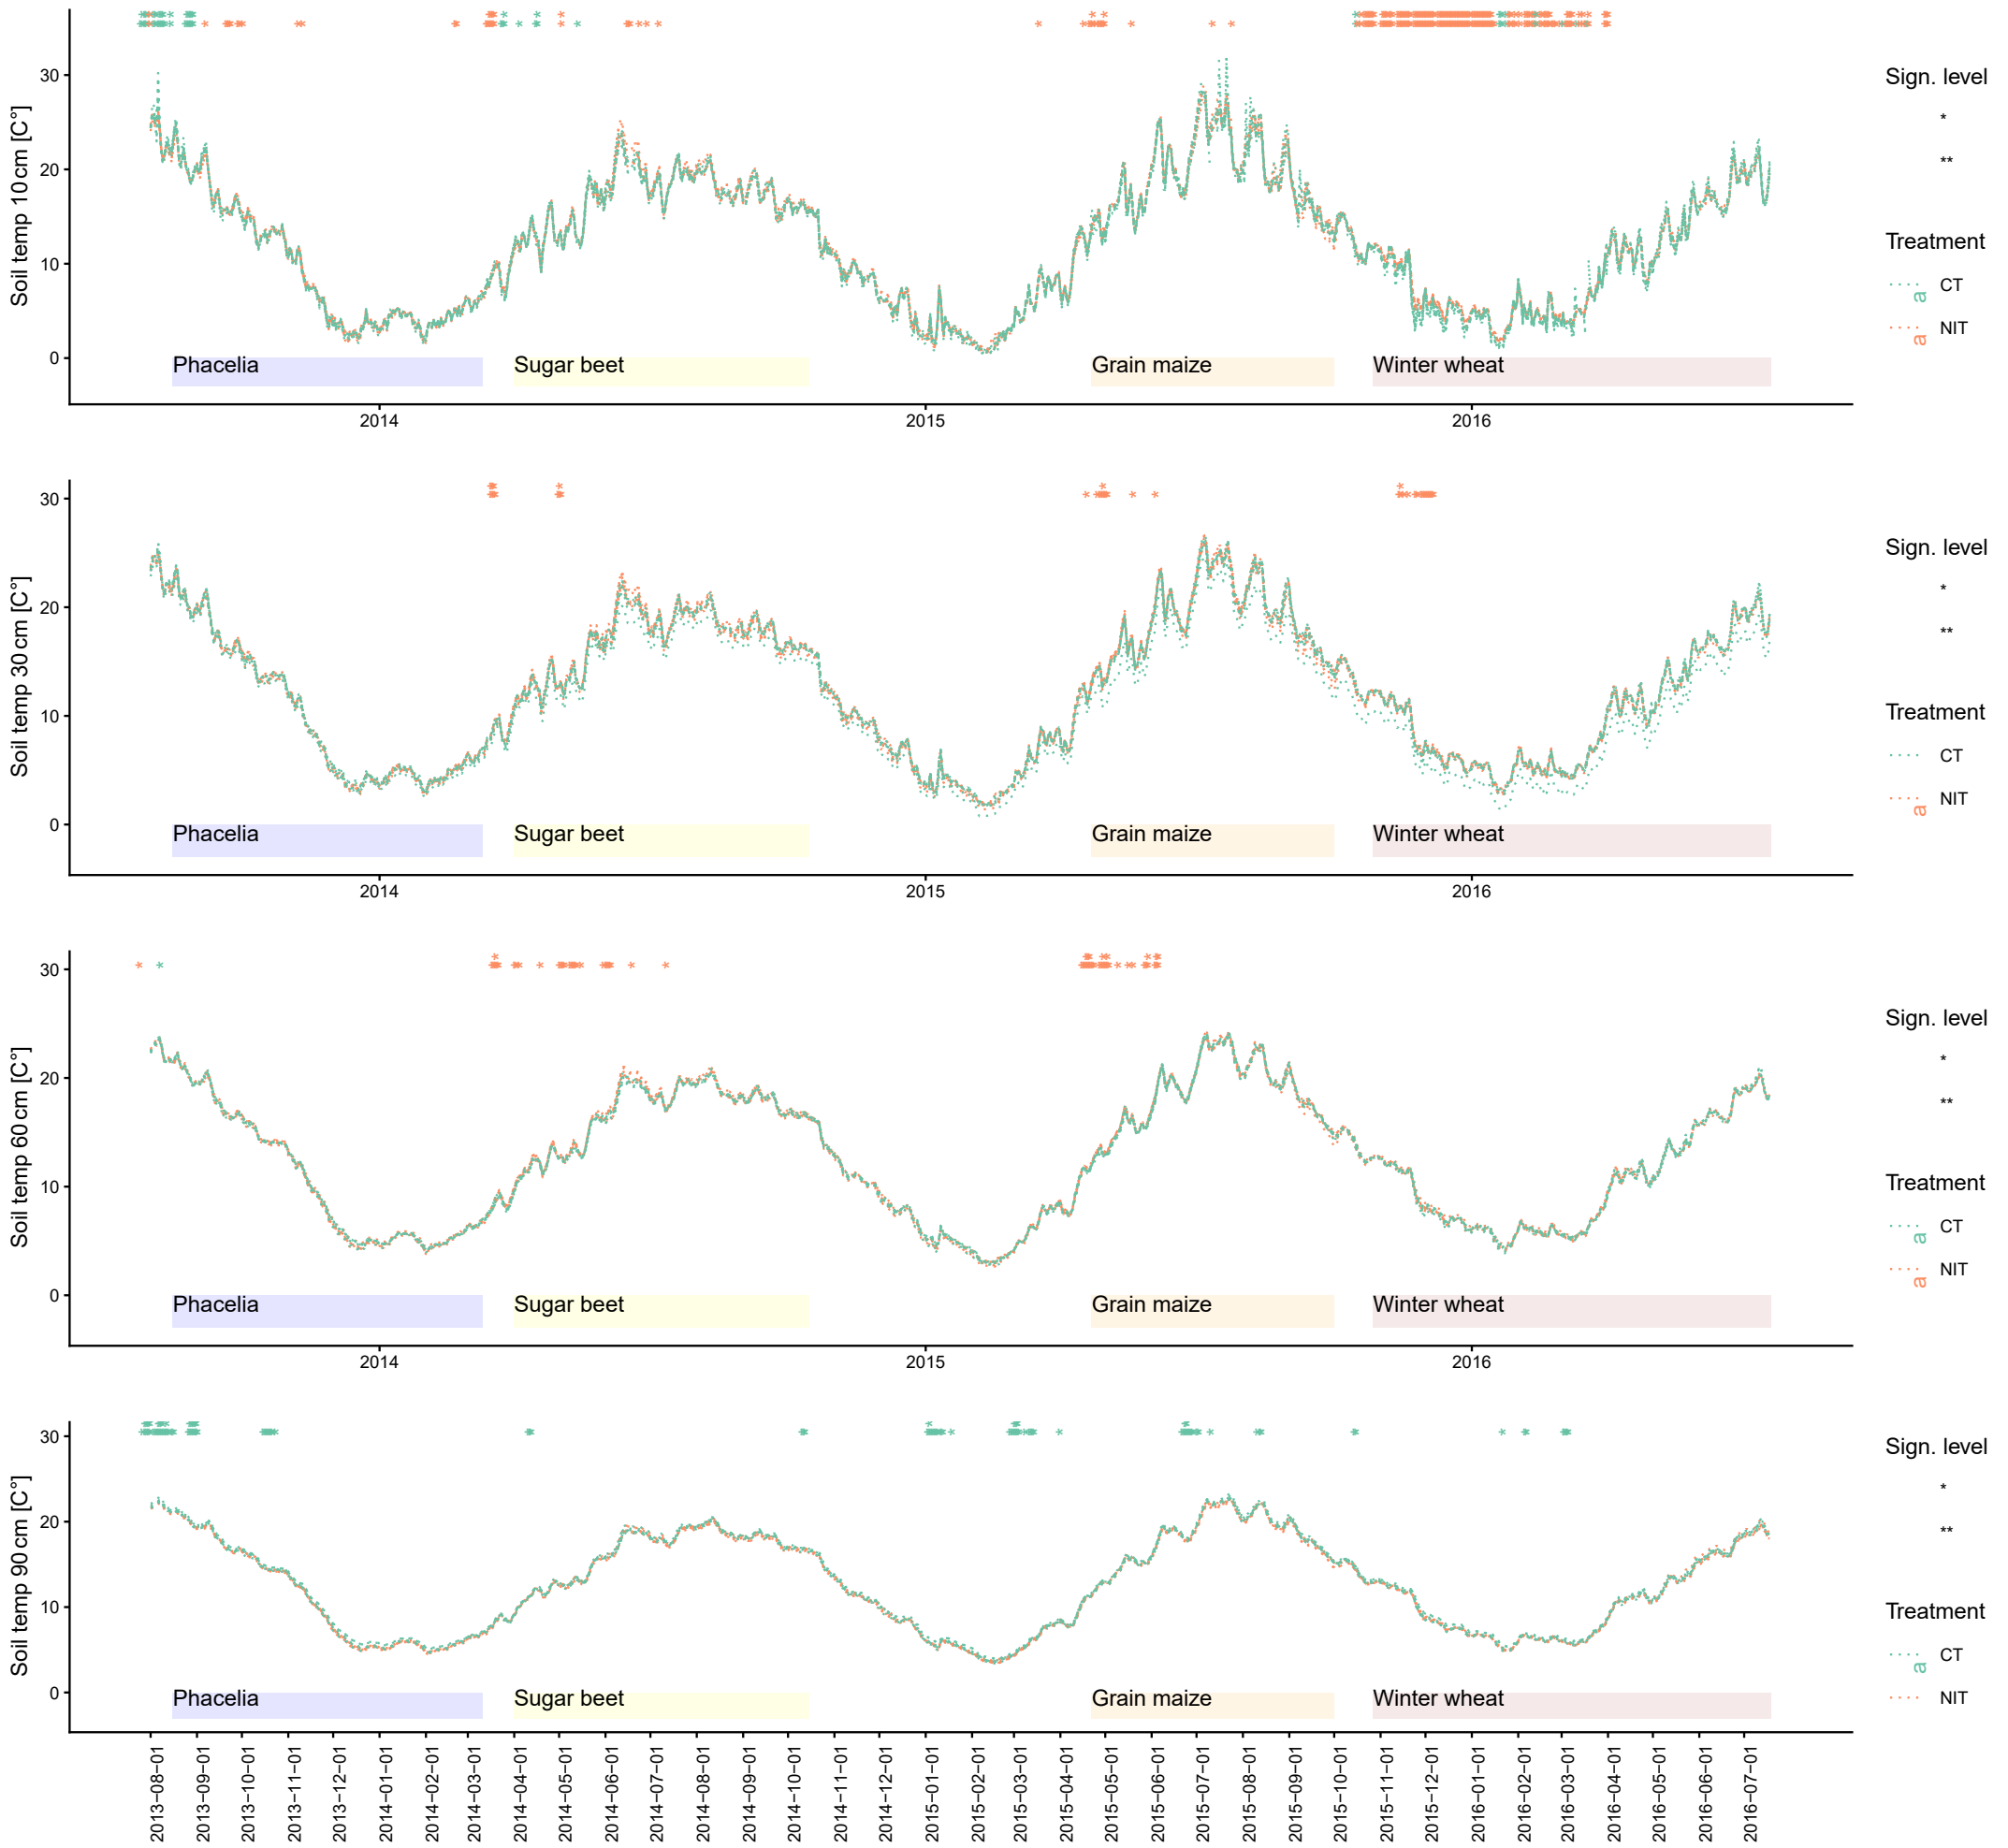 Soil temp 10 cm [C°]
30
20
10
0
Phacelia
Sugar beet
Grain maize
Winter wheat
2014
2015
2016
Sign. level
*
**
Treatment
a CT
a NIT
Soil temp 30 cm [C°]
30
20
10
0
Phacelia
Sugar beet
Grain maize
Winter wheat
2014
2015
2016
Sign. level
*
**
Treatment
CT
a NIT
Soil temp 60 cm [C°]
30
20
10
0
Phacelia
Sugar beet
Grain maize
Winter wheat
2014
2015
2016
Sign. level
*
**
Treatment
a CT
a NIT
Soil temp 90 cm [C°]
30
20
10
0
Phacelia
Sugar beet
Grain maize
Winter wheat
Sign. level
*
**
Treatment
a CT
NIT
2013−08−01
2013−09−01
2013−10−01
2013−11−01
2013−12−01
2014−01−01
2014−02−01
2014−03−01
2014−04−01
2014−05−01
2014−06−01
2014−07−01
2014−08−01
2014−09−01
2014−10−01
2014−11−01
2014−12−01
2015−01−01
2015−02−01
2015−03−01
2015−04−01
2015−05−01
2015−06−01
2015−07−01
2015−08−01
2015−09−01
2015−10−01
2015−11−01
2015−12−01
2016−01−01
2016−02−01
2016−03−01
2016−04−01
2016−05−01
2016−06−01
2016−07−01